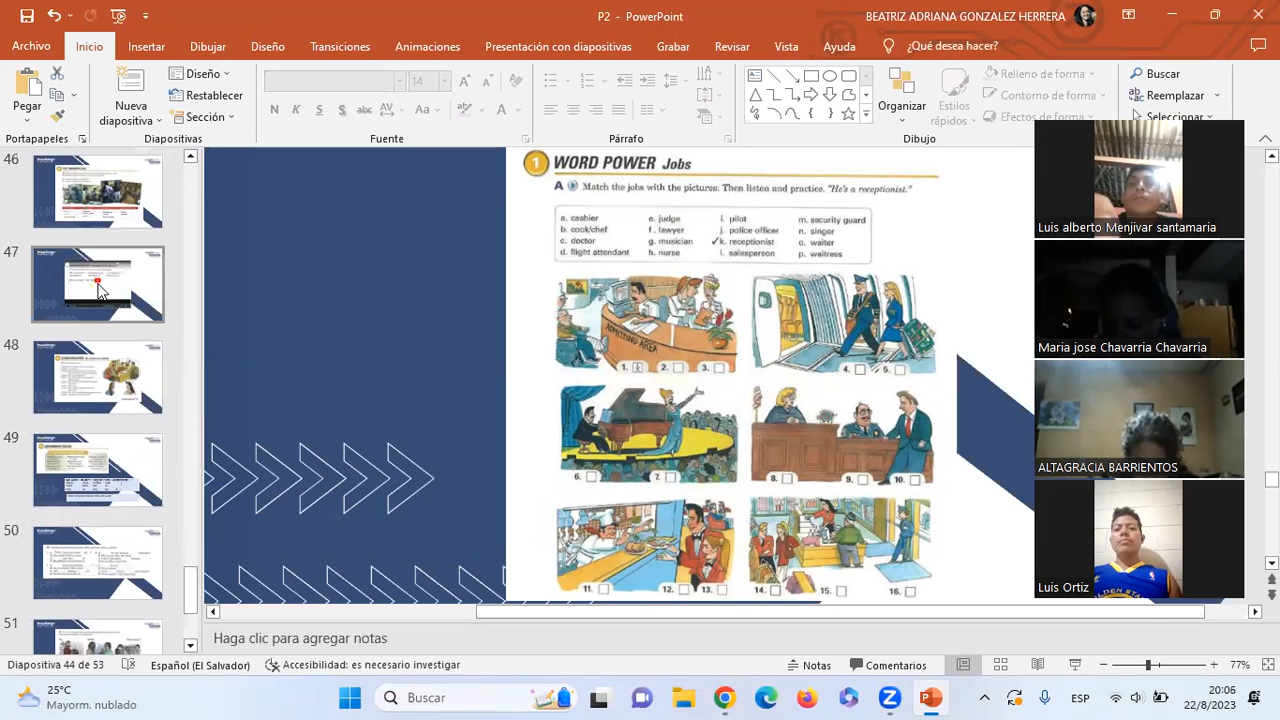 P2 - PowerPoint
BEATRIZ ADRIANA GONZALEZ HERRERA
Archivo
Inicio
Insertar
Dibujar
Diseño
Transiciones
Animaciones
Presentación con diapositivas
Grabar
Revisar
Vista
Ayuda
¿Qué desea hacer?
Pegar
Nueva
diapositiva
Diseño
Restablecer
Sección
14
Organizar
Estilos
rápidos
Relleno de forma
Contorno de forma
Efectos de forma
Buscar
Reemplazar
Seleccionar
Portapapeles
Diapositivas
Fuente
Párrafo
Dibujo
46
47
48
49
50
51
1 WORD POWER Jobs
A Match the jobs with the pictures. Then listen and practice. "He's a receptionist."
a. cashier
b. cook/chef
c. doctor
d. flight attendant
e. judge
f. lawyer
g. musician
h. nurse
i. pilot
j. police officer
✓k. receptionist
l. salesperson
m. security guard
n. singer
o. waiter
p. waitress
ADMITTING AREA
1. k 2. 3.
4. 5.
6. 7.
8. 9. 10.
11. 12. 13.
14. 15. 16.
Luis alberto Menjivar santamaria
Maria jose Chavarria Chavarria
ALTAGRACIA BARRIENTOS
Luis Ortiz
Haga clic para agregar notas
Diapositiva 44 de 53
Español (El Salvador)
Accesibilidad: es necesario investigar
Notas
Comentarios
77%
25°C
Mayorm. nublado
Buscar
ESP
20:06
22/8/2023